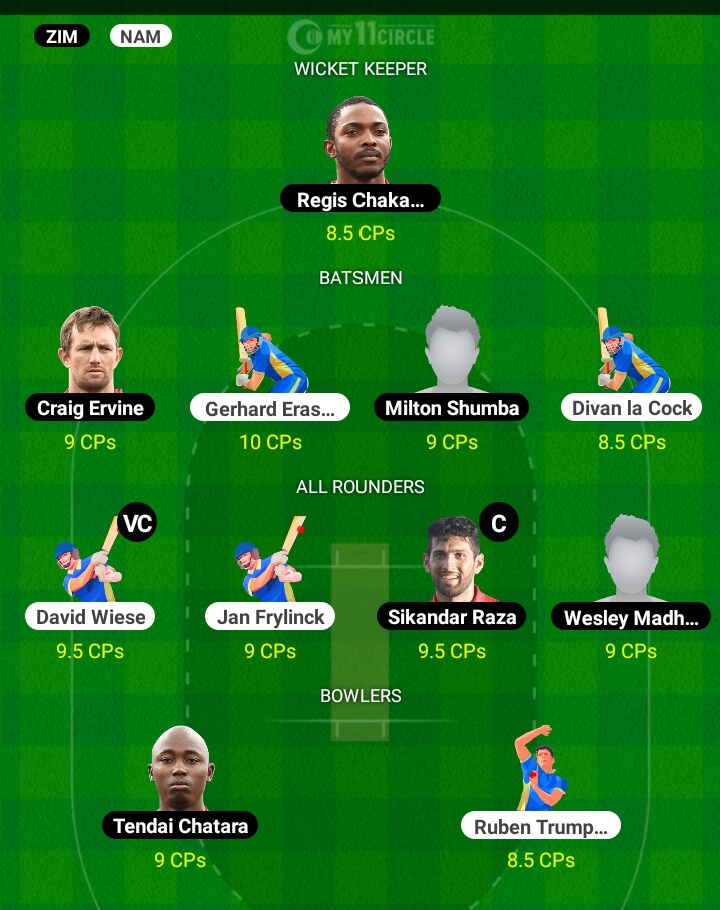 ZIM NAM MY11CIRCLE
WICKET KEEPER
Regis Chaka...
8.5 CPs
BATSMEN
Craig Ervine Gerhard Eras... Milton Shumba Divan la Cock
9 CPs 10 CPs 9 CPs 8.5 CPs
ALL ROUNDERS
VC C
David Wiese Jan Frylinck Sikandar Raza Wesley Madh...
9.5 CPs 9 CPs 9.5 CPs 9 CPs
BOWLERS
Tendai Chatara Ruben Trump...
9 CPs 8.5 CPs